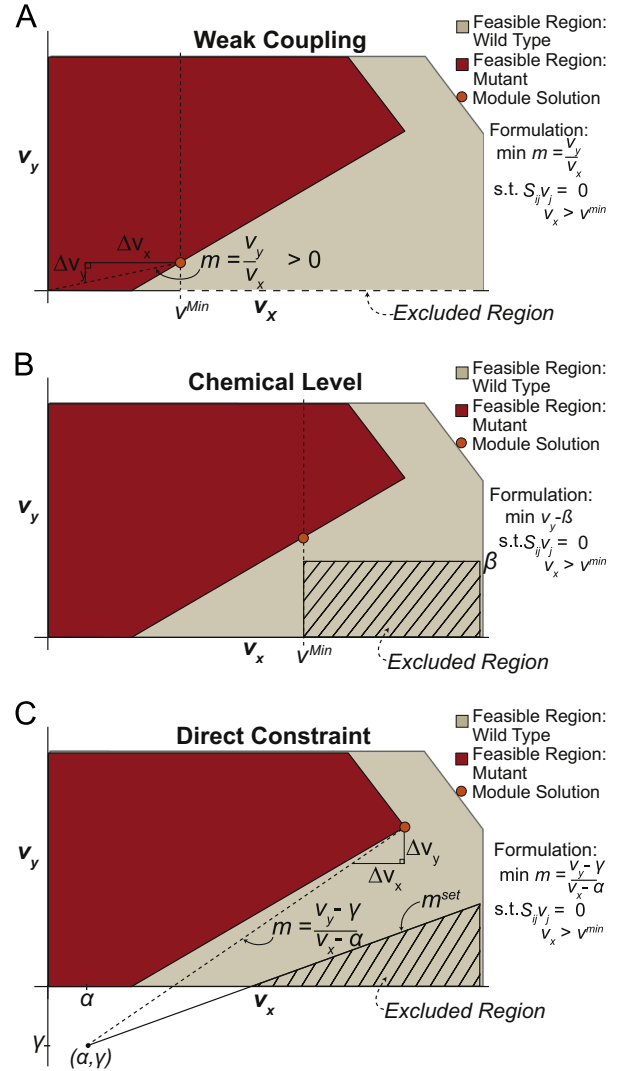 A
Weak Coupling
Feasible Region:
Wild Type
Feasible Region:
Mutant
Module Solution
Formulation:
min m = v_y / v_x
s.t. S_ij v_j = 0
v_x > v^min
v_y
Δv_x
Δv_y
m = v_y / v_x > 0
v^Min
v_x
Excluded Region
B
Chemical Level
Feasible Region:
Wild Type
Feasible Region:
Mutant
Module Solution
Formulation:
min v_y-ß
s.t. S_ij v_j = 0
v_x > v^min
v_y
β
v_x
v^Min
Excluded Region
C
Direct Constraint
Feasible Region:
Wild Type
Feasible Region:
Mutant
Module Solution
Formulation:
min m = v_y - γ / v_x - α
s.t. S_ij v_j = 0
v_x > v^min
v_y
Δv_y
Δv_x
m^set
m = v_y - γ / v_x - α
α
v_x
Excluded Region
γ
(α,γ)